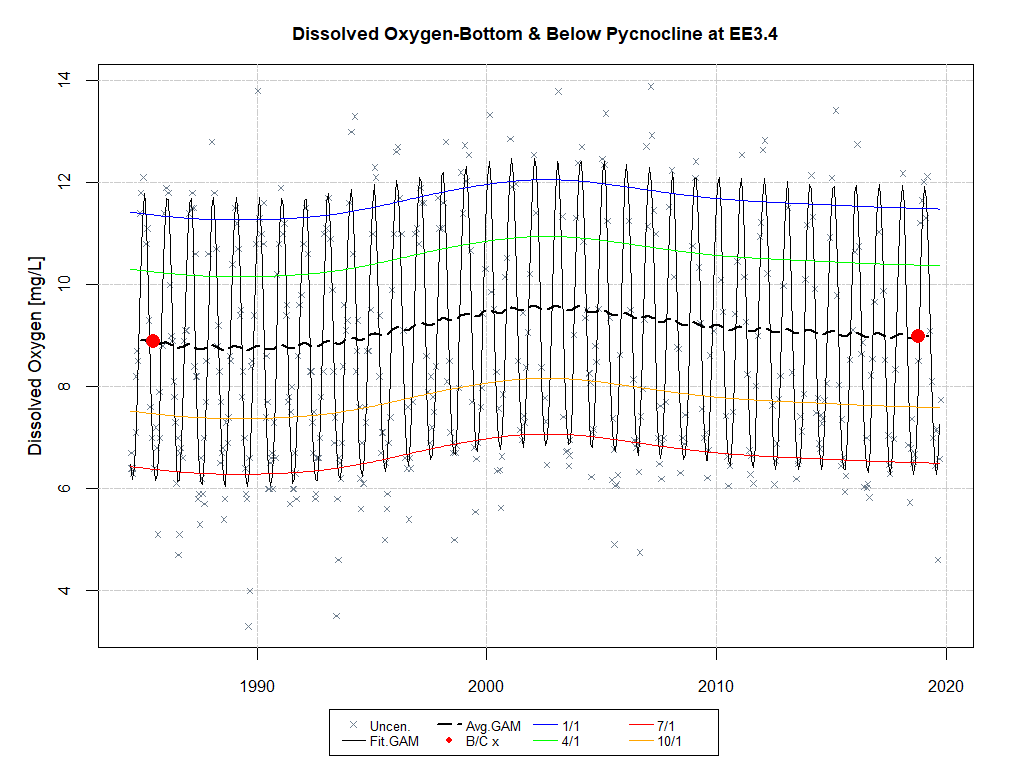 Dissolved Oxygen-Bottom & Below Pycnocline at EE3.4
Dissolved Oxygen [mg/L]
14
12
10
8
6
4
1990 2000 2010 2020
Uncen. Avg.GAM 1/1 7/1
Fit.GAM B/C x 4/1 10/1